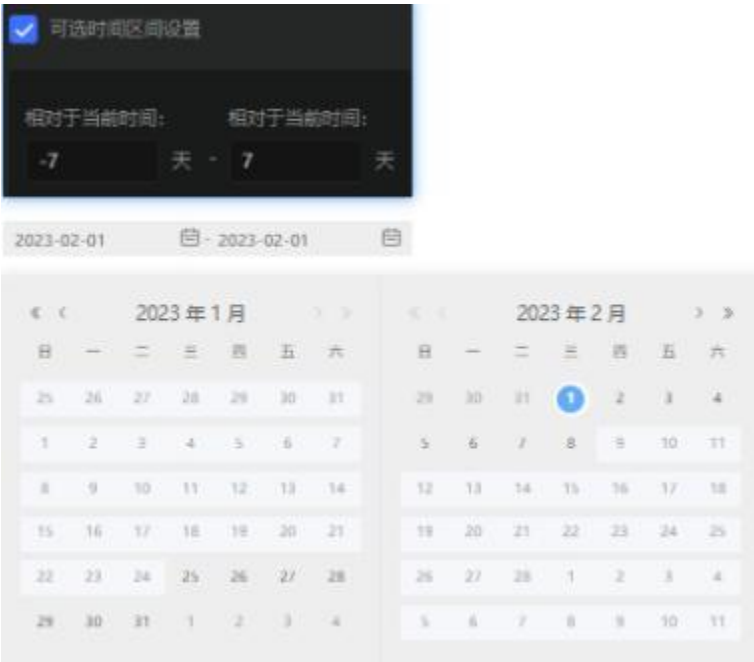 可选时间区间设置
相对于当前时间: 相对于当前时间:
-7 天 - 7 天
2023-02-01 - 2023-02-01
« ‹ 2023 年 1 月 › »
日 一 二 三 四 五 六
25 26 27 28 29 30 31
1 2 3 4 5 6 7
8 9 10 11 12 13 14
15 16 17 18 19 20 21
22 23 24 25 26 27 28
29 30 31 1 2 3 4
« ‹ 2023 年 2 月 › »
日 一 二 三 四 五 六
29 30 31 1 2 3 4
5 6 7 8 9 10 11
12 13 14 15 16 17 18
19 20 21 22 23 24 25
26 27 28 1 2 3 4
5 6 7 8 9 10 11